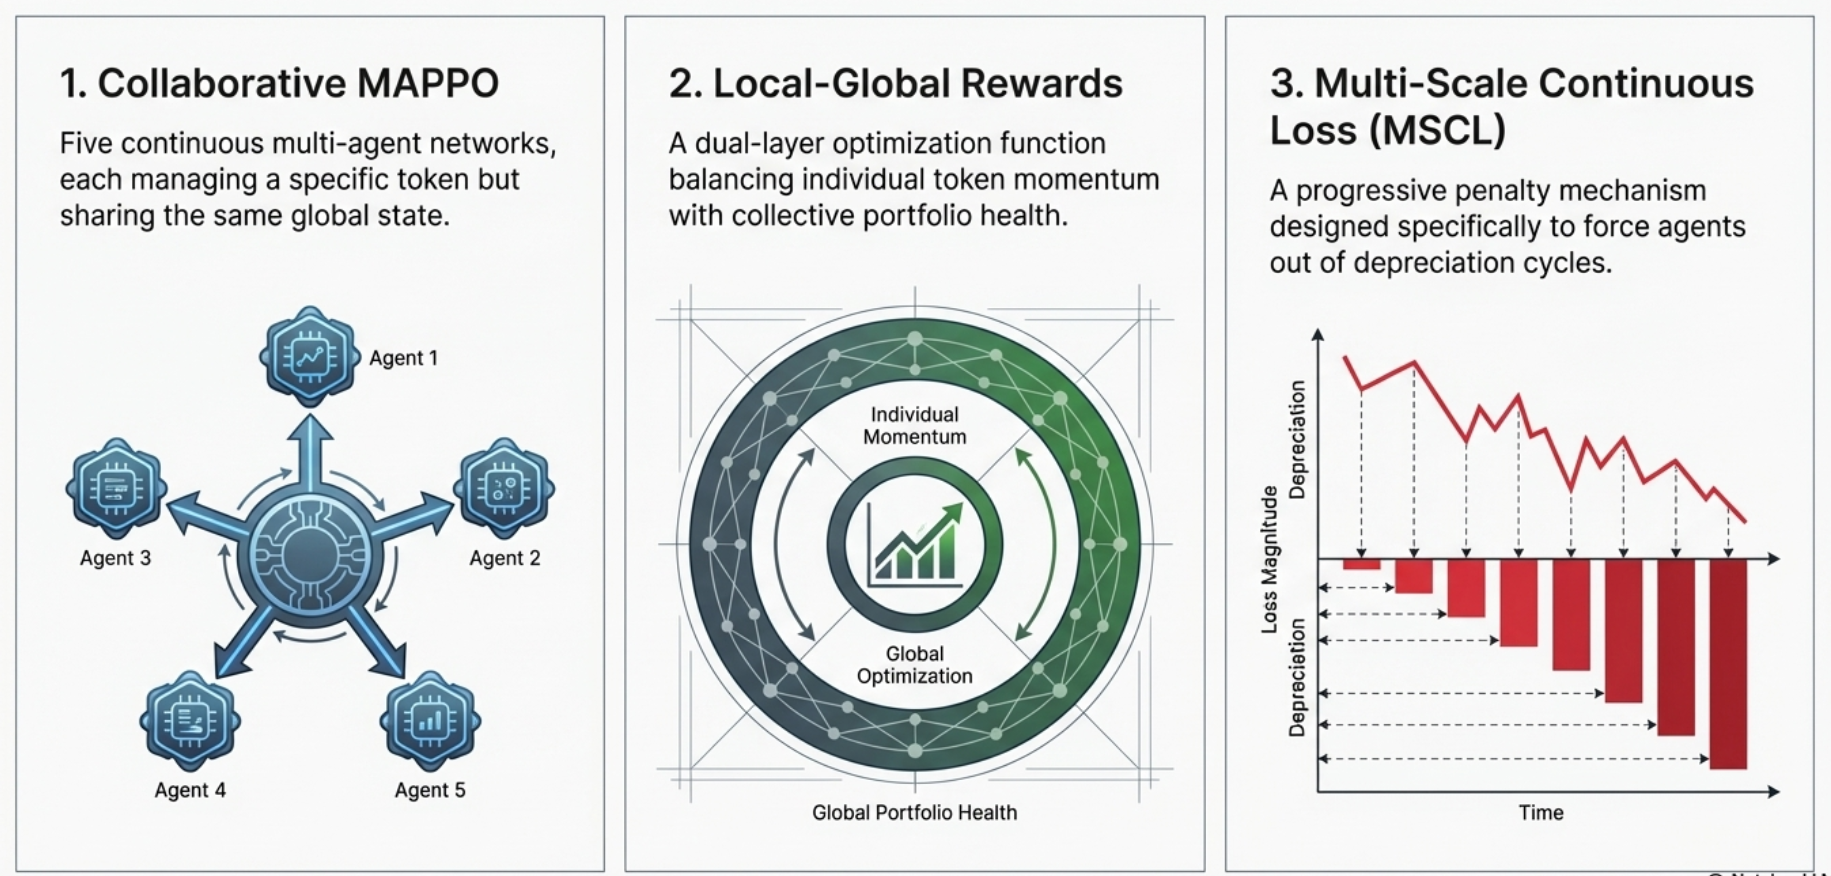 1. Collaborative MAPPO
Five continuous multi-agent networks,
each managing a specific token but
sharing the same global state.
Agent 1
Agent 3
Agent 2
Agent 4
Agent 5
2. Local-Global Rewards
A dual-layer optimization function
balancing individual token momentum
with collective portfolio health.
Individual
Momentum
Global
Optimization
Global Portfolio Health
3. Multi-Scale Continuous
Loss (MSCL)
A progressive penalty mechanism
designed specifically to force agents
out of depreciation cycles.
Depreciation
Loss Magnitude
Depreciation
Time